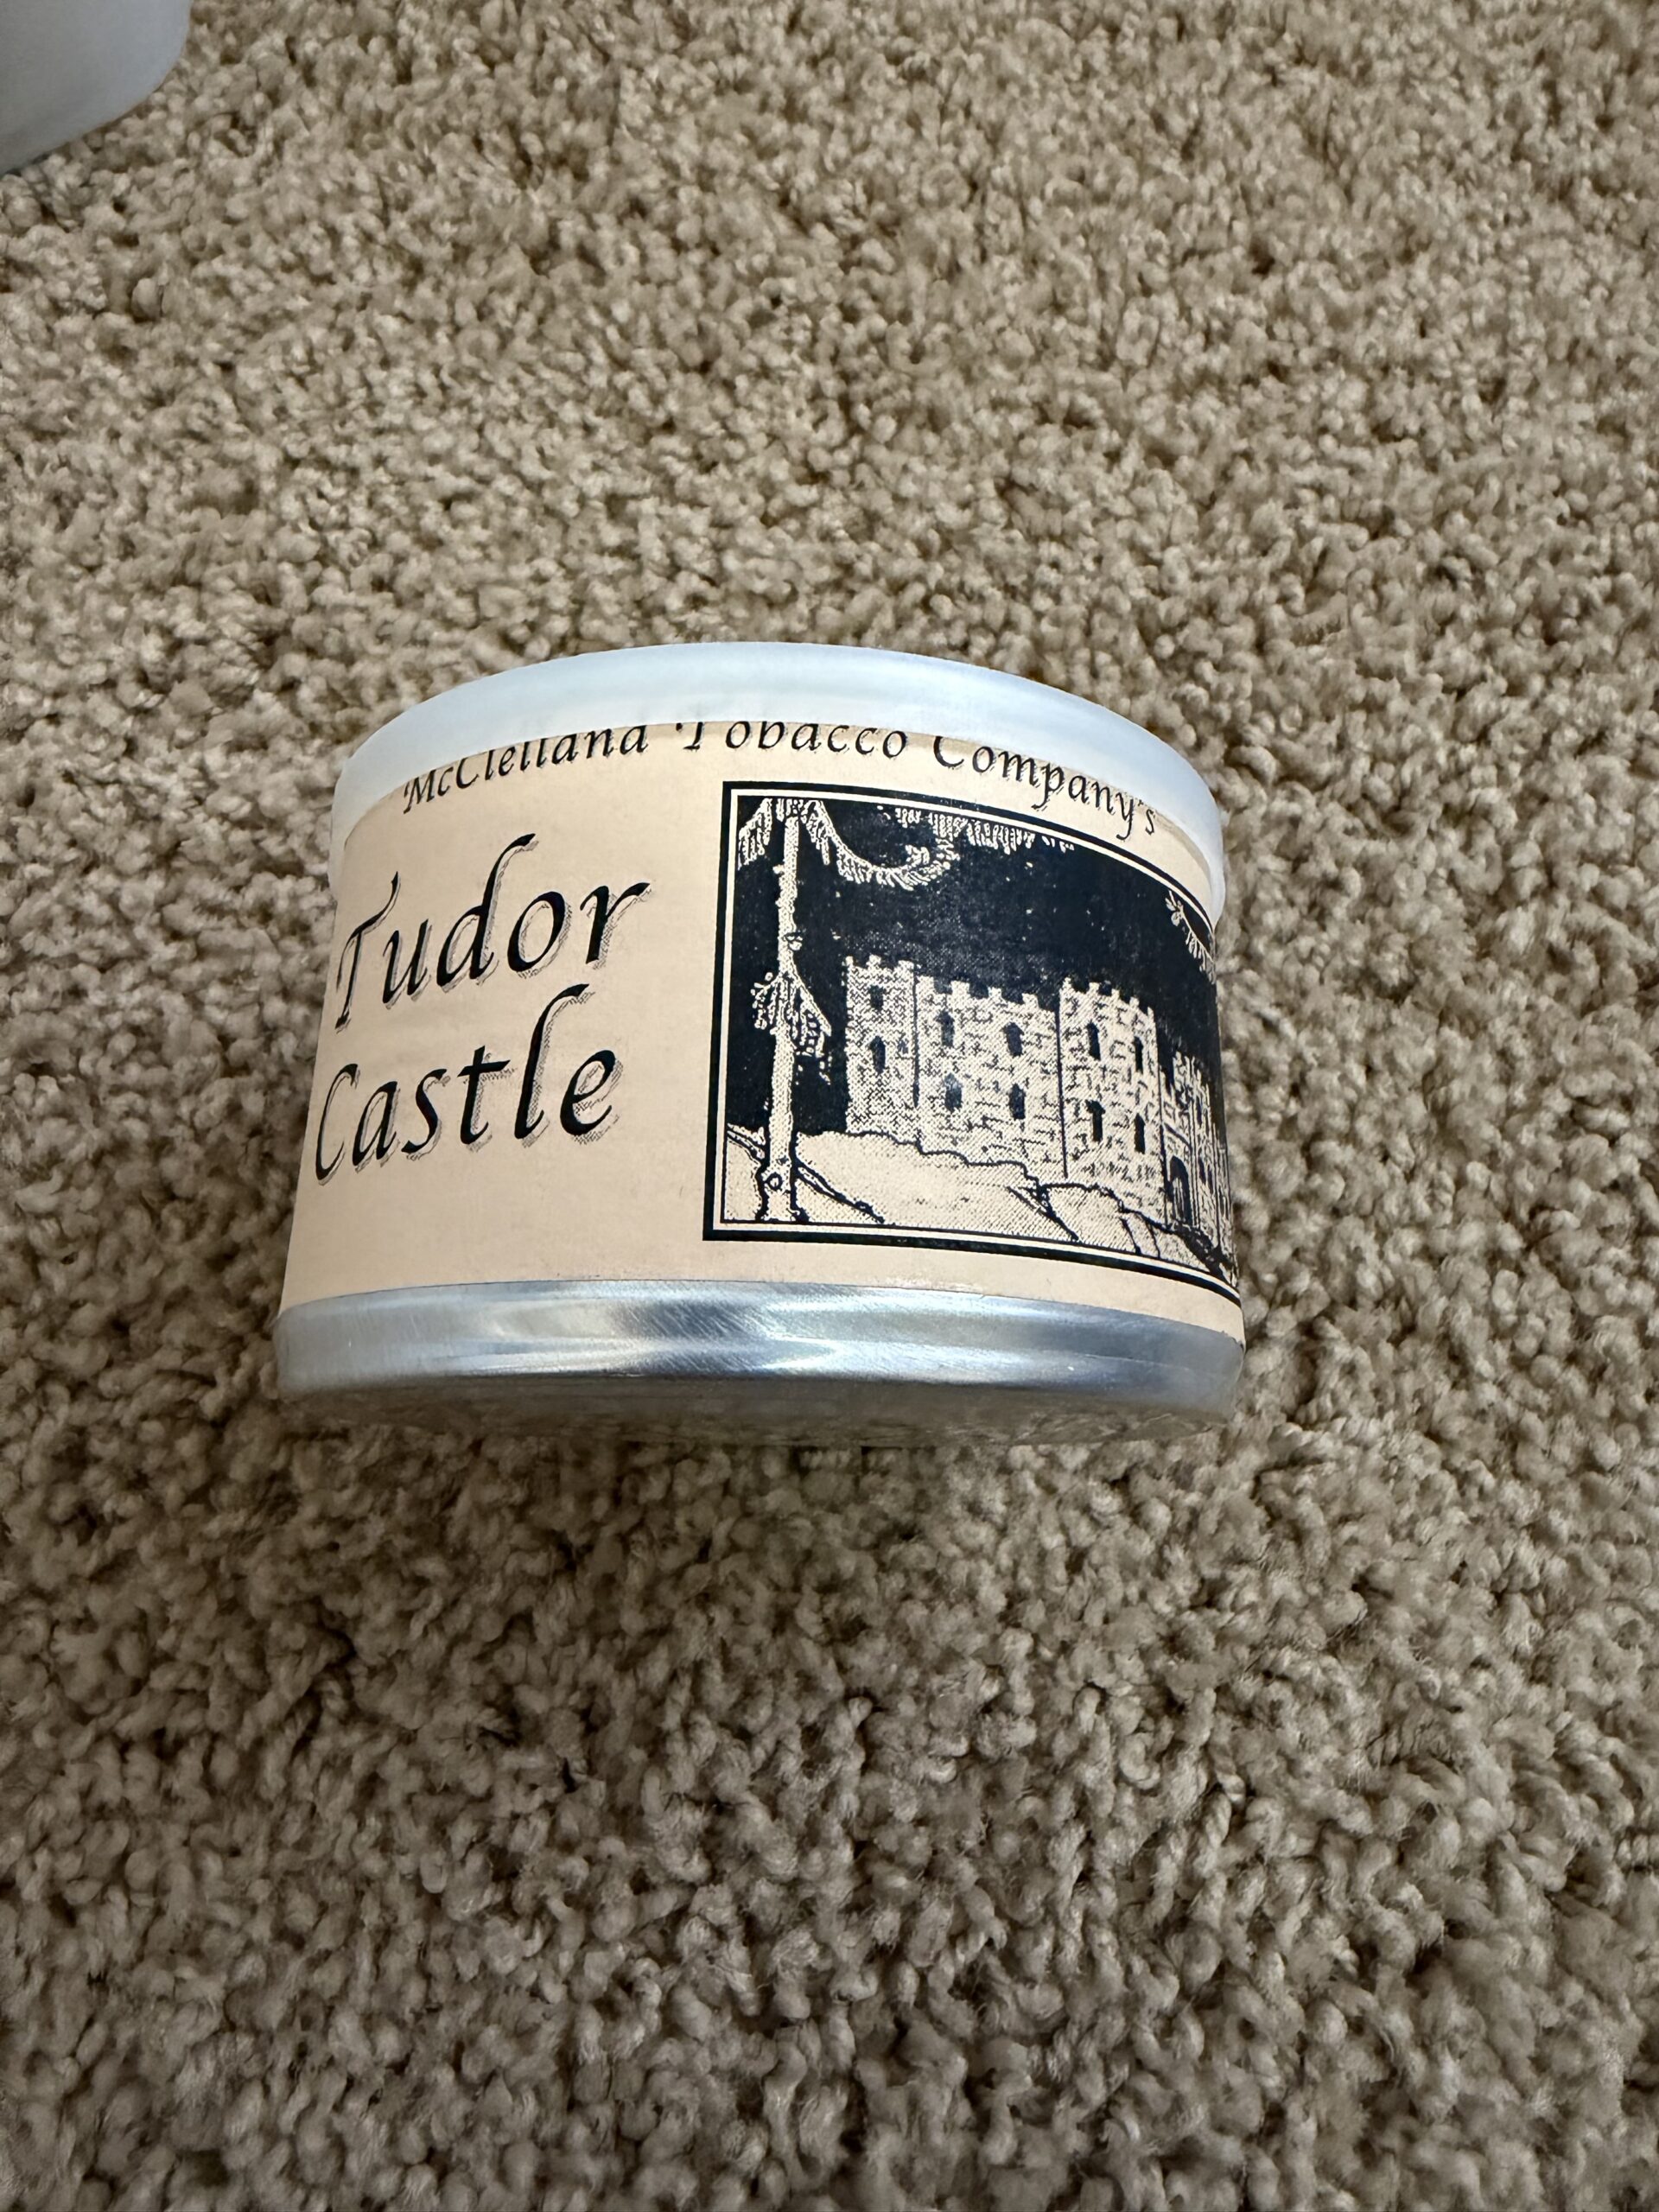 McClelland Tobacco Company's
Tudor
Castle